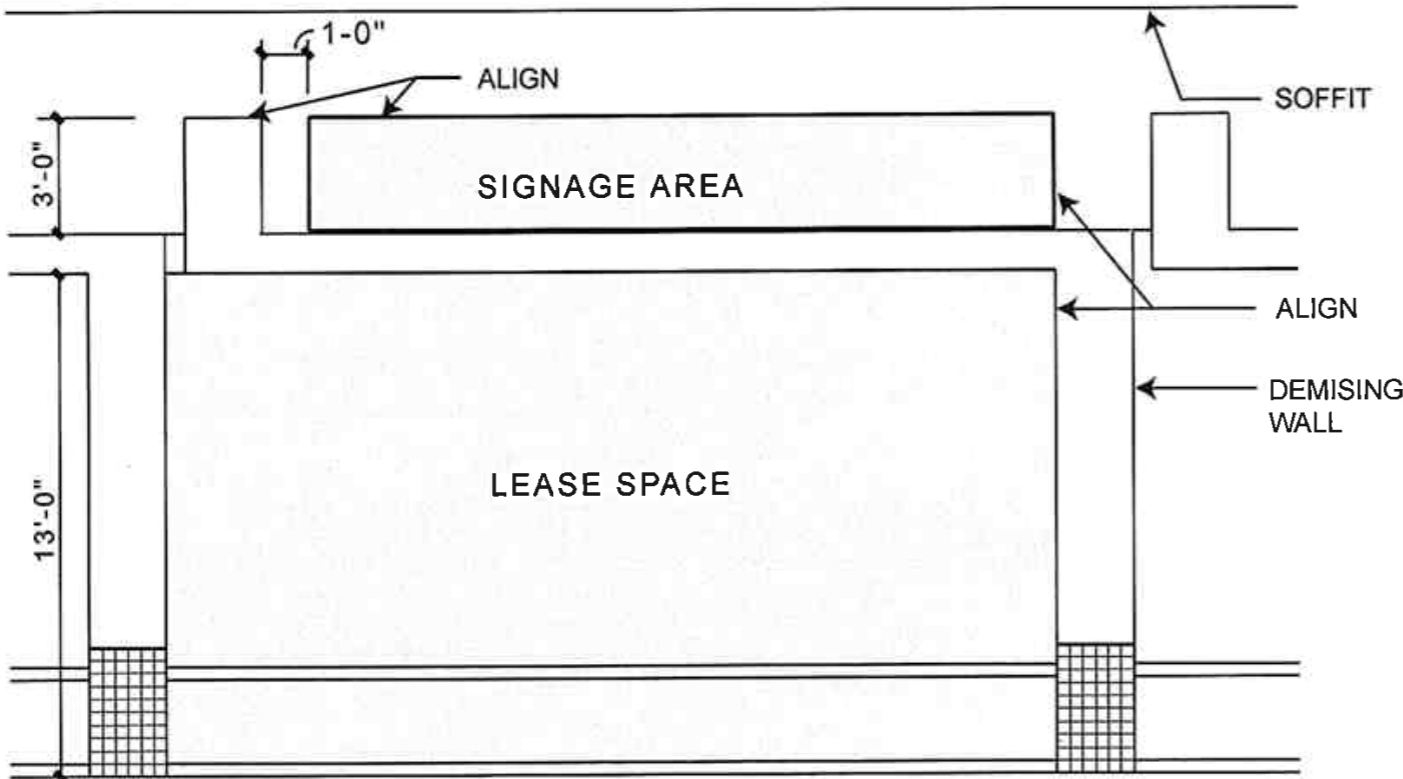 1-0"
ALIGN
SOFFIT
3'-0"
SIGNAGE AREA
ALIGN
DEMISING
WALL
LEASE SPACE
13'-0"